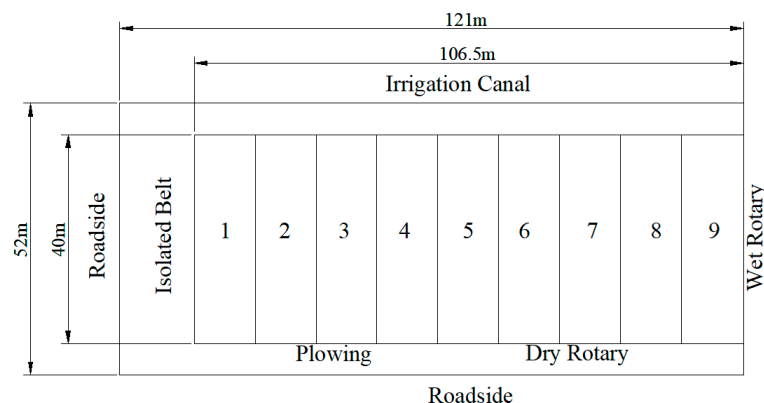 121m
106.5m
Irrigation Canal
52m
40m
Roadside
Isolated Belt
1 2 3 4 5 6 7 8 9
Wet Rotary
Plowing Dry Rotary
Roadside